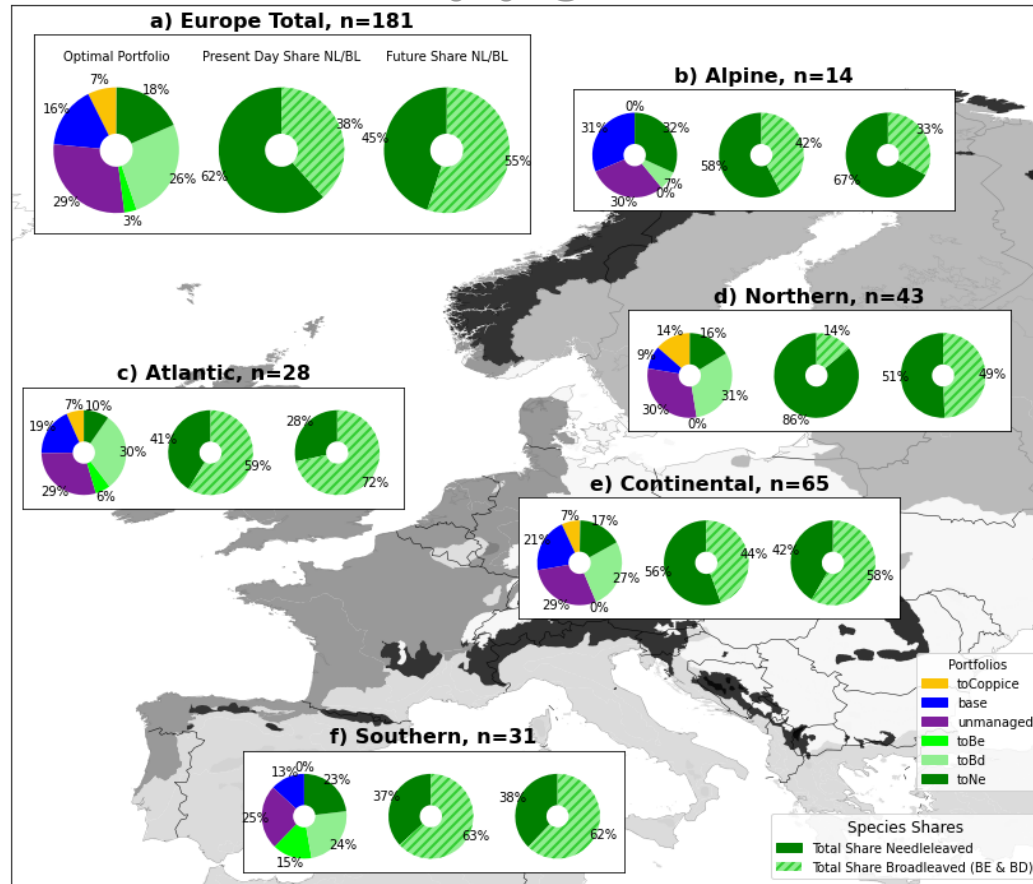 a) Europe Total, n=181
Optimal Portfolio Present Day Share NL/BL Future Share NL/BL
7% 18% 16% 26% 29% 3%
38% 62%
45% 55%
b) Alpine, n=14
0% 31% 32% 7% 0% 30%
42% 58%
33% 67%
d) Northern, n=43
14% 16% 9% 31% 30% 0%
14% 86%
51% 49%
c) Atlantic, n=28
7% 10% 19% 30% 29% 6%
41% 59%
28% 72%
e) Continental, n=65
7% 17% 21% 27% 29% 0%
44% 56%
42% 58%
f) Southern, n=31
0% 13% 23% 25% 24% 15%
37% 63%
38% 62%
Portfolios
toCoppice
base
unmanaged
toBe
toBd
toNe
Species Shares
Total Share Needleleaved
Total Share Broadleaved (BE & BD)